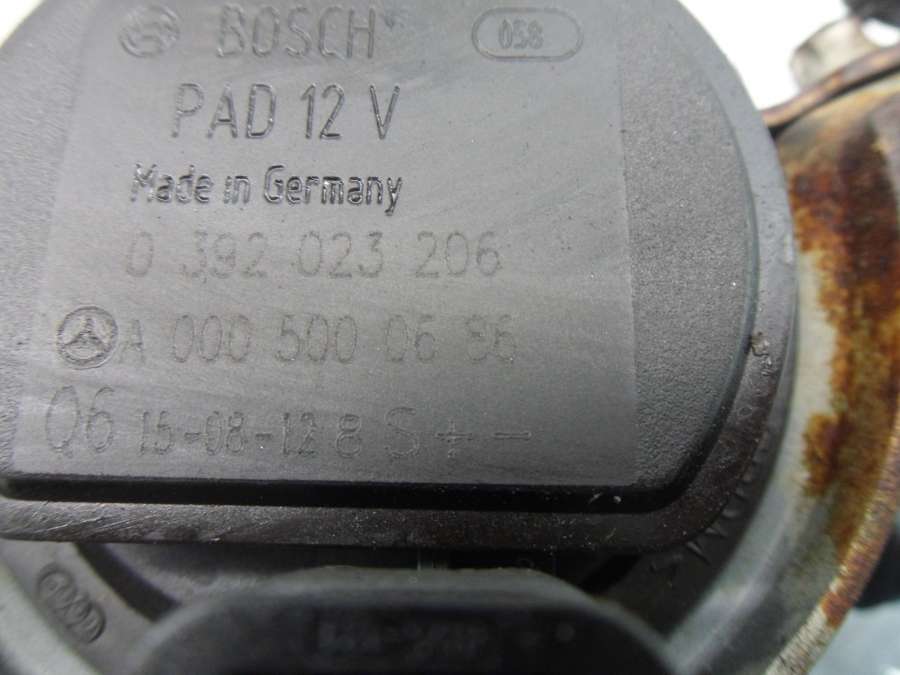 BOSCH 058
PAD 12 V
Made in Germany
0 392 023 206
A 000 500 06 86
Q6 15-08-12 8 S + -